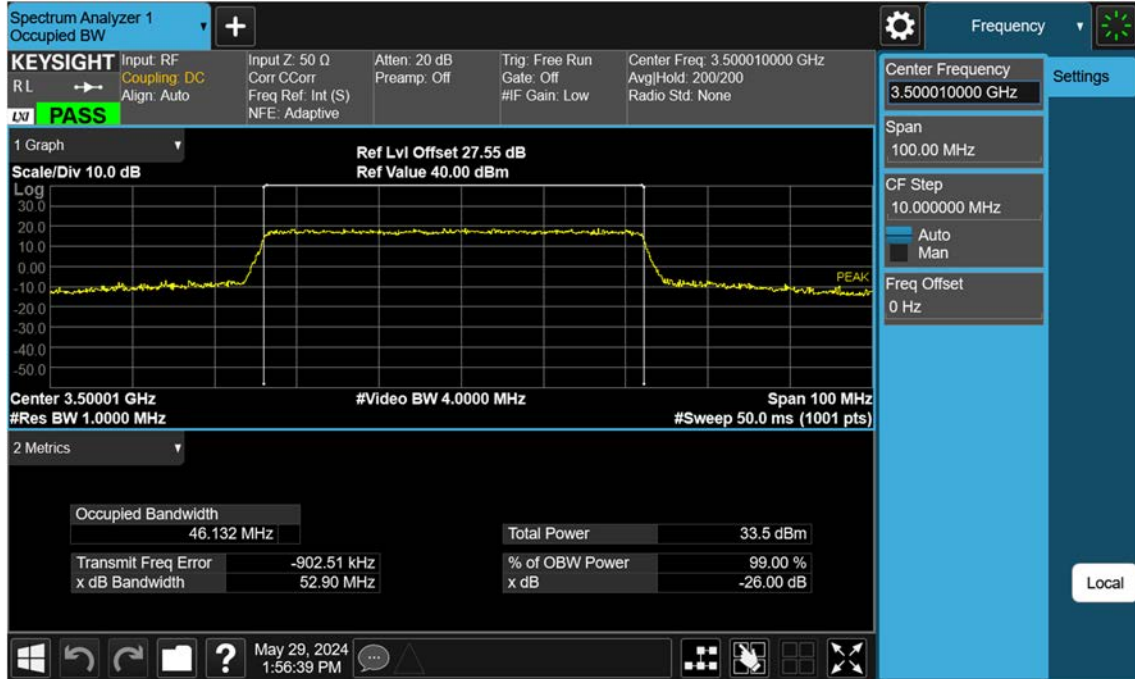 Spectrum Analyzer 1
Occupied BW
+
Frequency
KEYSIGHT
R L
LXI PASS
Input: RF
Coupling: DC
Align: Auto
Input Z: 50 Ω
Corr CCorr
Freq Ref: Int (S)
NFE: Adaptive
Atten: 20 dB
Preamp: Off
Trig: Free Run
Gate: Off
#IF Gain: Low
Center Freq: 3.500010000 GHz
Avg|Hold: 200/200
Radio Std: None
Center Frequency
3.500010000 GHz
Settings
Span
100.00 MHz
CF Step
10.000000 MHz
Auto
Man
Freq Offset
0 Hz
Local
1 Graph
Scale/Div 10.0 dB
Ref Lvl Offset 27.55 dB
Ref Value 40.00 dBm
Log
30.0
20.0
10.0
0.00
-10.0
-20.0
-30.0
-40.0
-50.0
PEAK
Center 3.50001 GHz
#Video BW 4.0000 MHz
Span 100 MHz
#Res BW 1.0000 MHz
#Sweep 50.0 ms (1001 pts)
2 Metrics
Occupied Bandwidth
46.132 MHz
Total Power 33.5 dBm
Transmit Freq Error -902.51 kHz
% of OBW Power 99.00 %
x dB Bandwidth 52.90 MHz
x dB -26.00 dB
?
May 29, 2024
1:56:39 PM